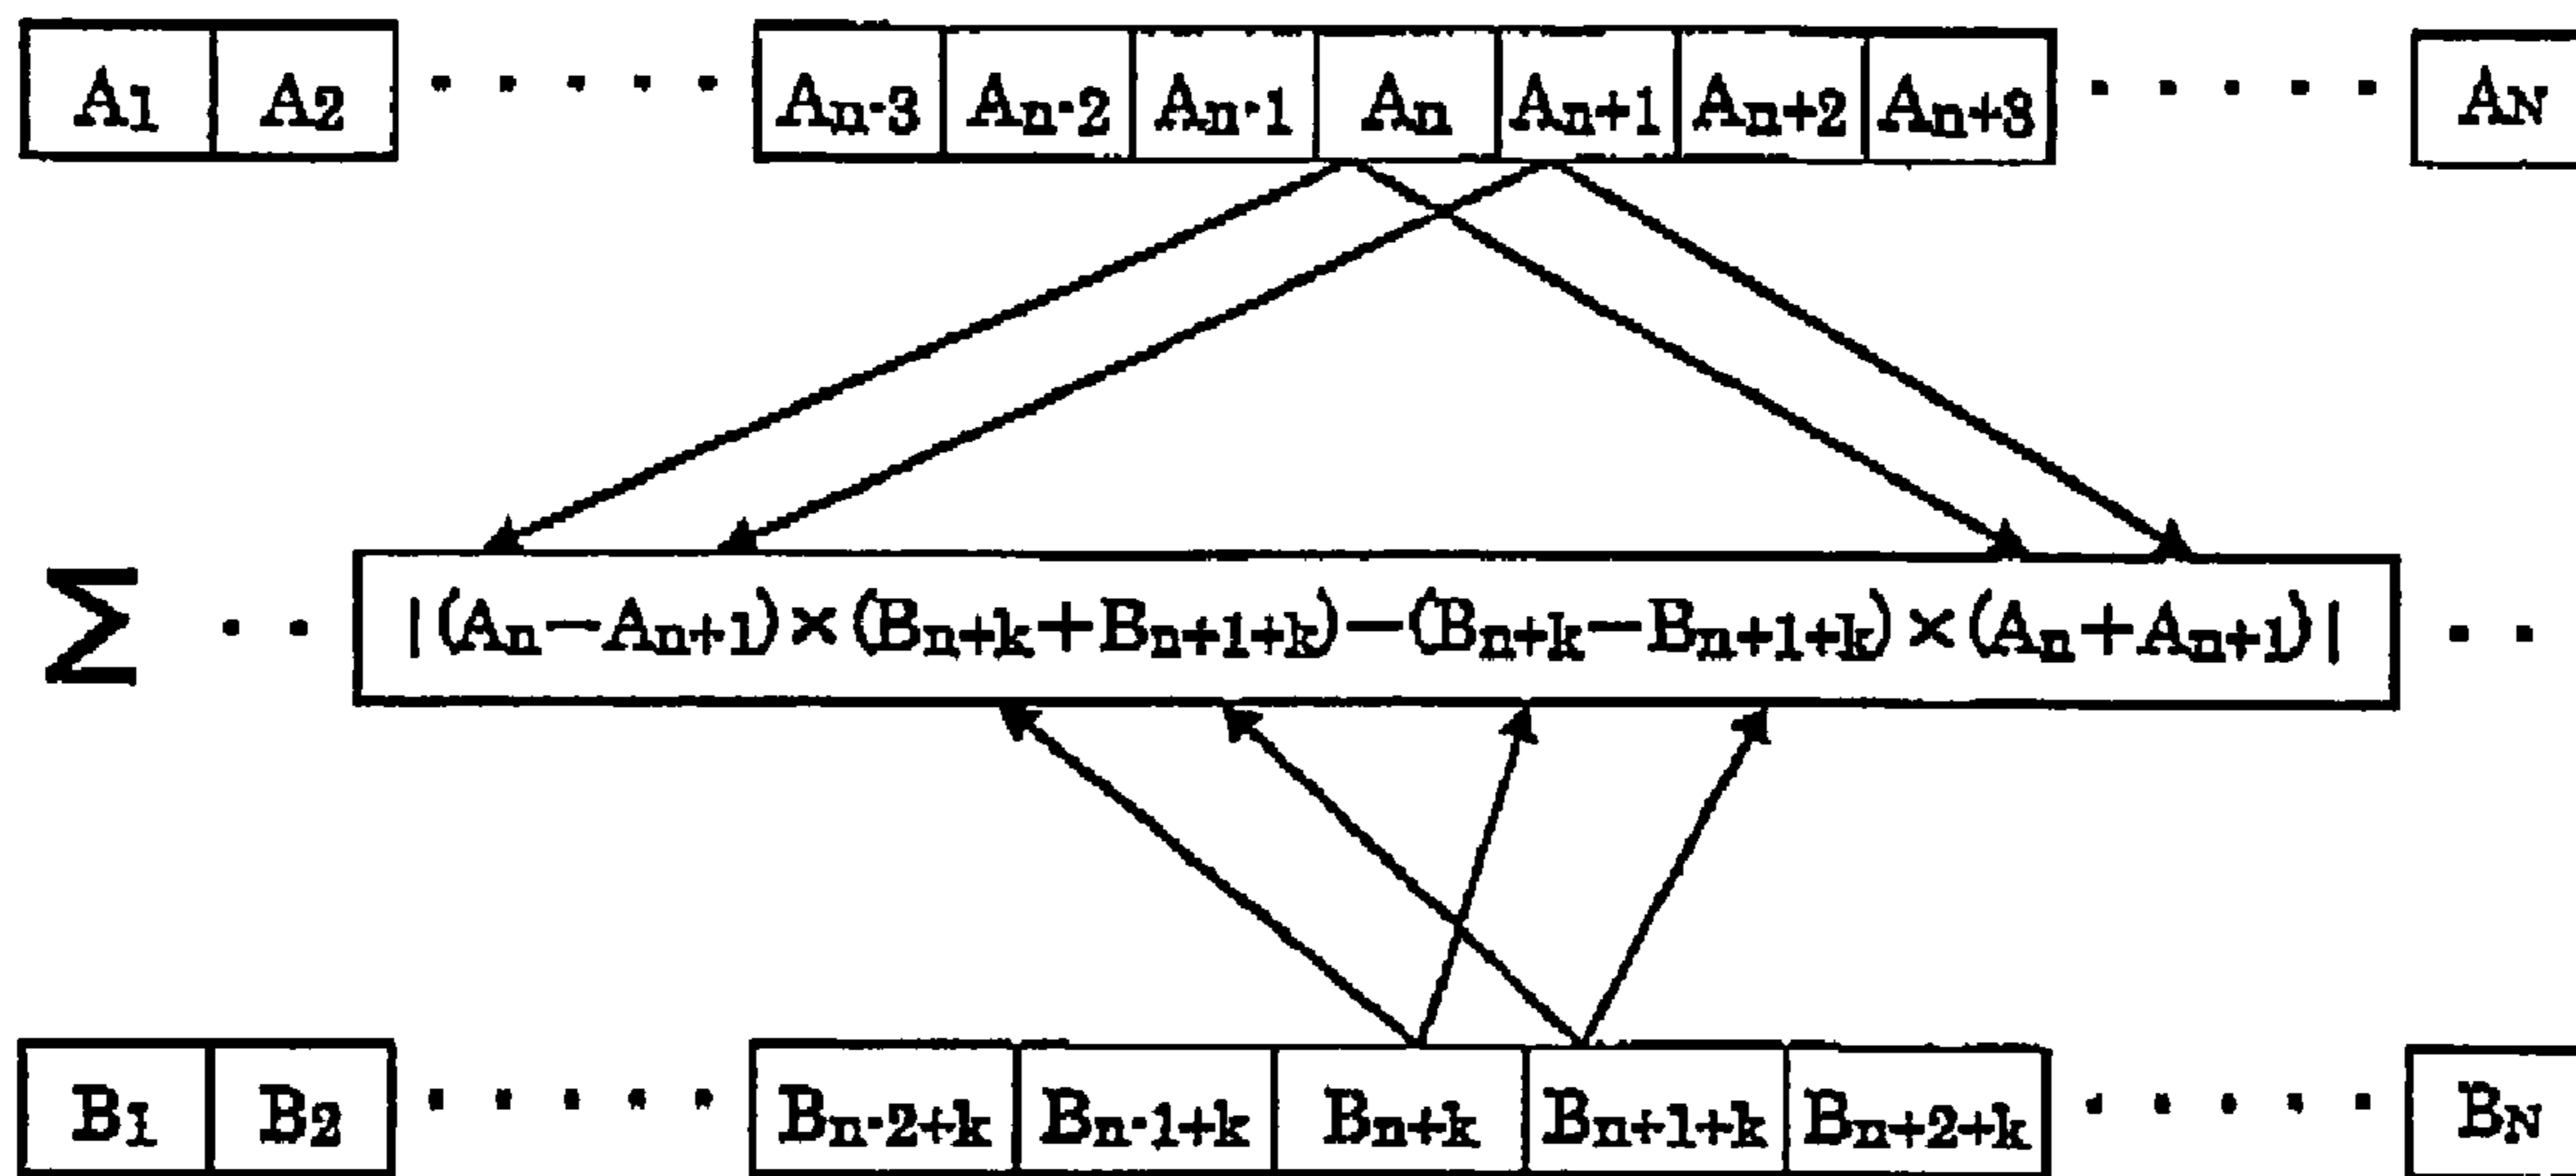 A1 A2 · · · · · An-3 An-2 An-1 An An+1 An+2 An+3 · · · · · AN
Σ · · |(An−An+1)×(Bn+k+Bn+1+k)−(Bn+k−Bn+1+k)×(An+An+1)| · ·
B1 B2 · · · · · Bn-2+k Bn-1+k Bn+k Bn+1+k Bn+2+k · · · · · BN